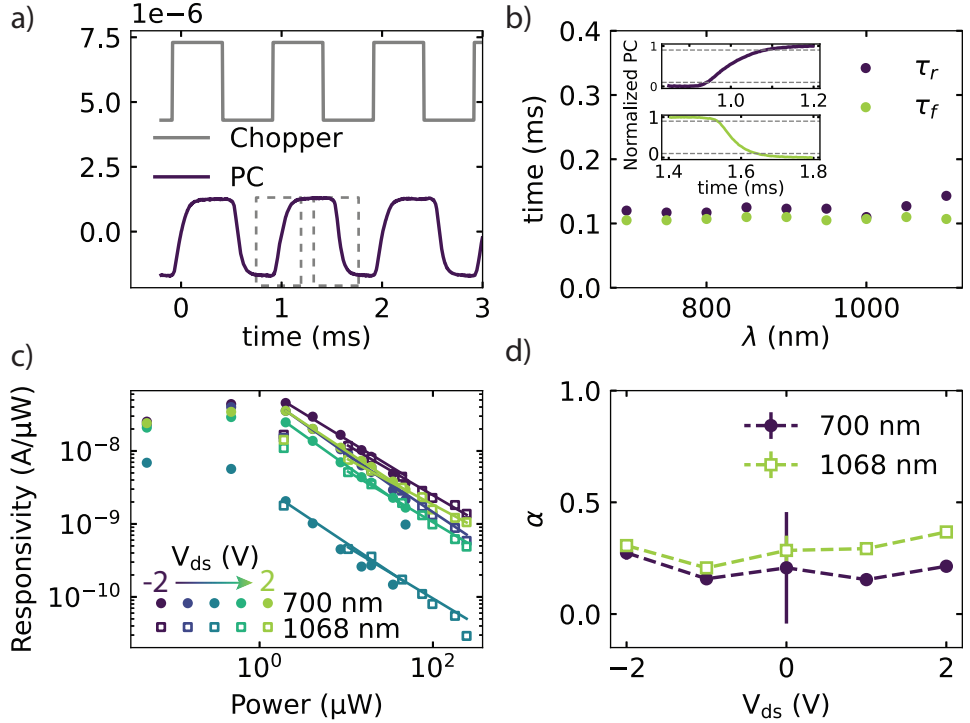 a)
1e−6
7.5
5.0
2.5
0.0
Chopper
PC
0
1
2
3
time (ms)
b)
0.4
0.3
0.2
0.1
0.0
time (ms)
Normalized PC
1
0
1.0
1.2
1
0
1.4
1.6
1.8
time (ms)
τr
τf
800
1000
λ (nm)
c)
Responsivity (A/μW)
10⁻⁸
10⁻⁹
10⁻¹⁰
Vds (V)
-2
2
700 nm
1068 nm
10⁰
10²
Power (μW)
d)
1.0
0.5
0.0
α
700 nm
1068 nm
−2
0
2
Vds (V)